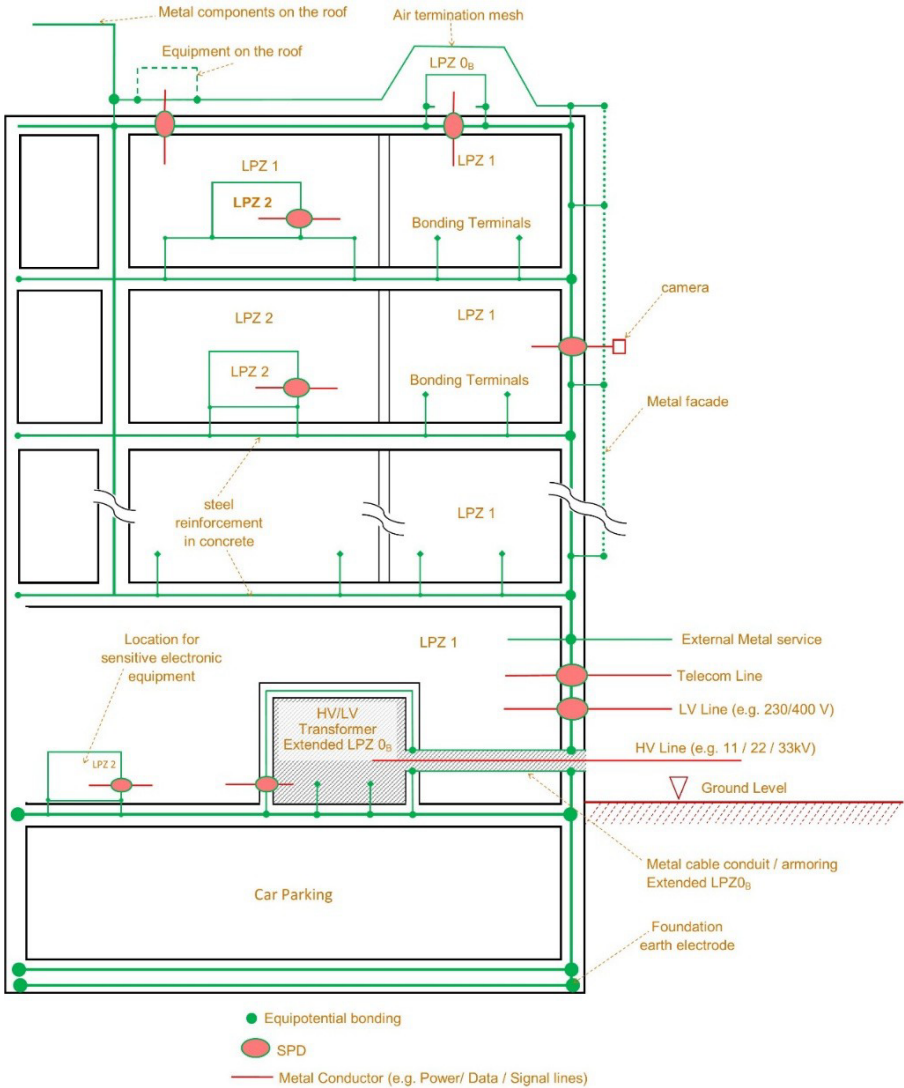 Metal components on the roof
Air termination mesh
Equipment on the roof
LPZ 0B
LPZ 1
LPZ 1
LPZ 2
Bonding Terminals
camera
LPZ 2
LPZ 1
LPZ 2
Bonding Terminals
Metal facade
steel
reinforcement
in concrete
LPZ 1
Location for
sensitive electronic
equipment
LPZ 1
External Metal service
Telecom Line
LV Line (e.g. 230/400 V)
HV/LV
Transformer
Extended LPZ 0B
HV Line (e.g. 11 / 22 / 33kV)
LPZ 2
Ground Level
Metal cable conduit / armoring
Extended LPZ0B
Car Parking
Foundation
earth electrode
Equipotential bonding
SPD
Metal Conductor (e.g. Power/ Data / Signal lines)